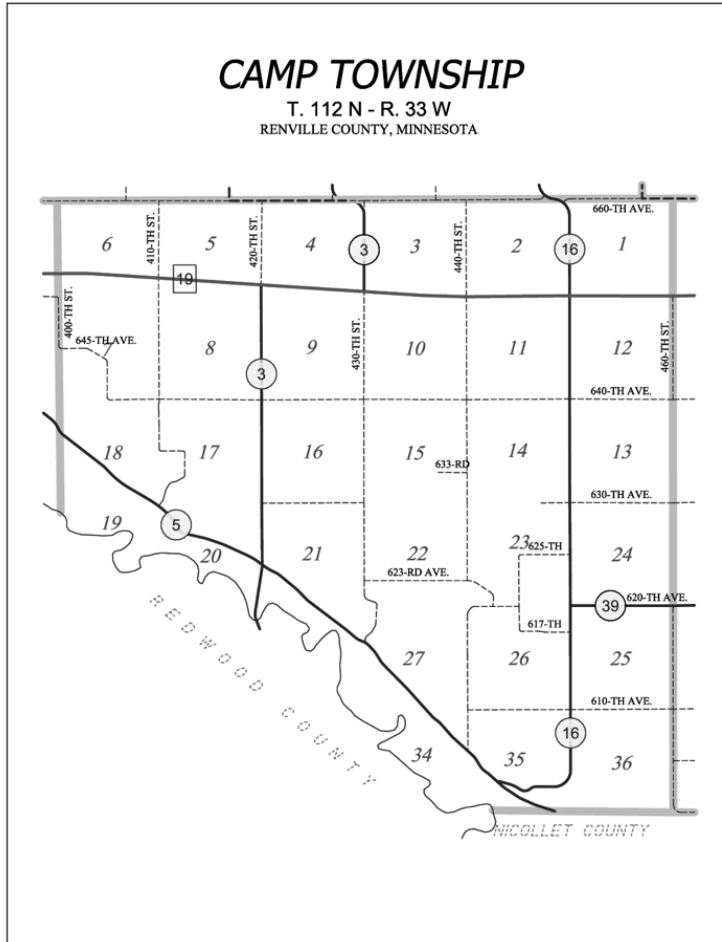 CAMP TOWNSHIP
T. 112 N - R. 33 W
RENVILLE COUNTY, MINNESOTA
660-TH AVE.
6 5 4 3 2 1
410-TH ST.
420-TH ST.
440-TH ST.
3
16
19
400-TH ST.
645-TH AVE.
8 9 10 11 12
430-TH ST.
460-TH ST.
3
640-TH AVE.
18 17 16 15 14 13
633-RD
630-TH AVE.
19 20 21 22 23 24
5
625-TH
623-RD AVE.
620-TH AVE.
39
617-TH
REDWOOD COUNTY
27 26 25
610-TH AVE.
16
34 35 36
NICOLLET COUNTY